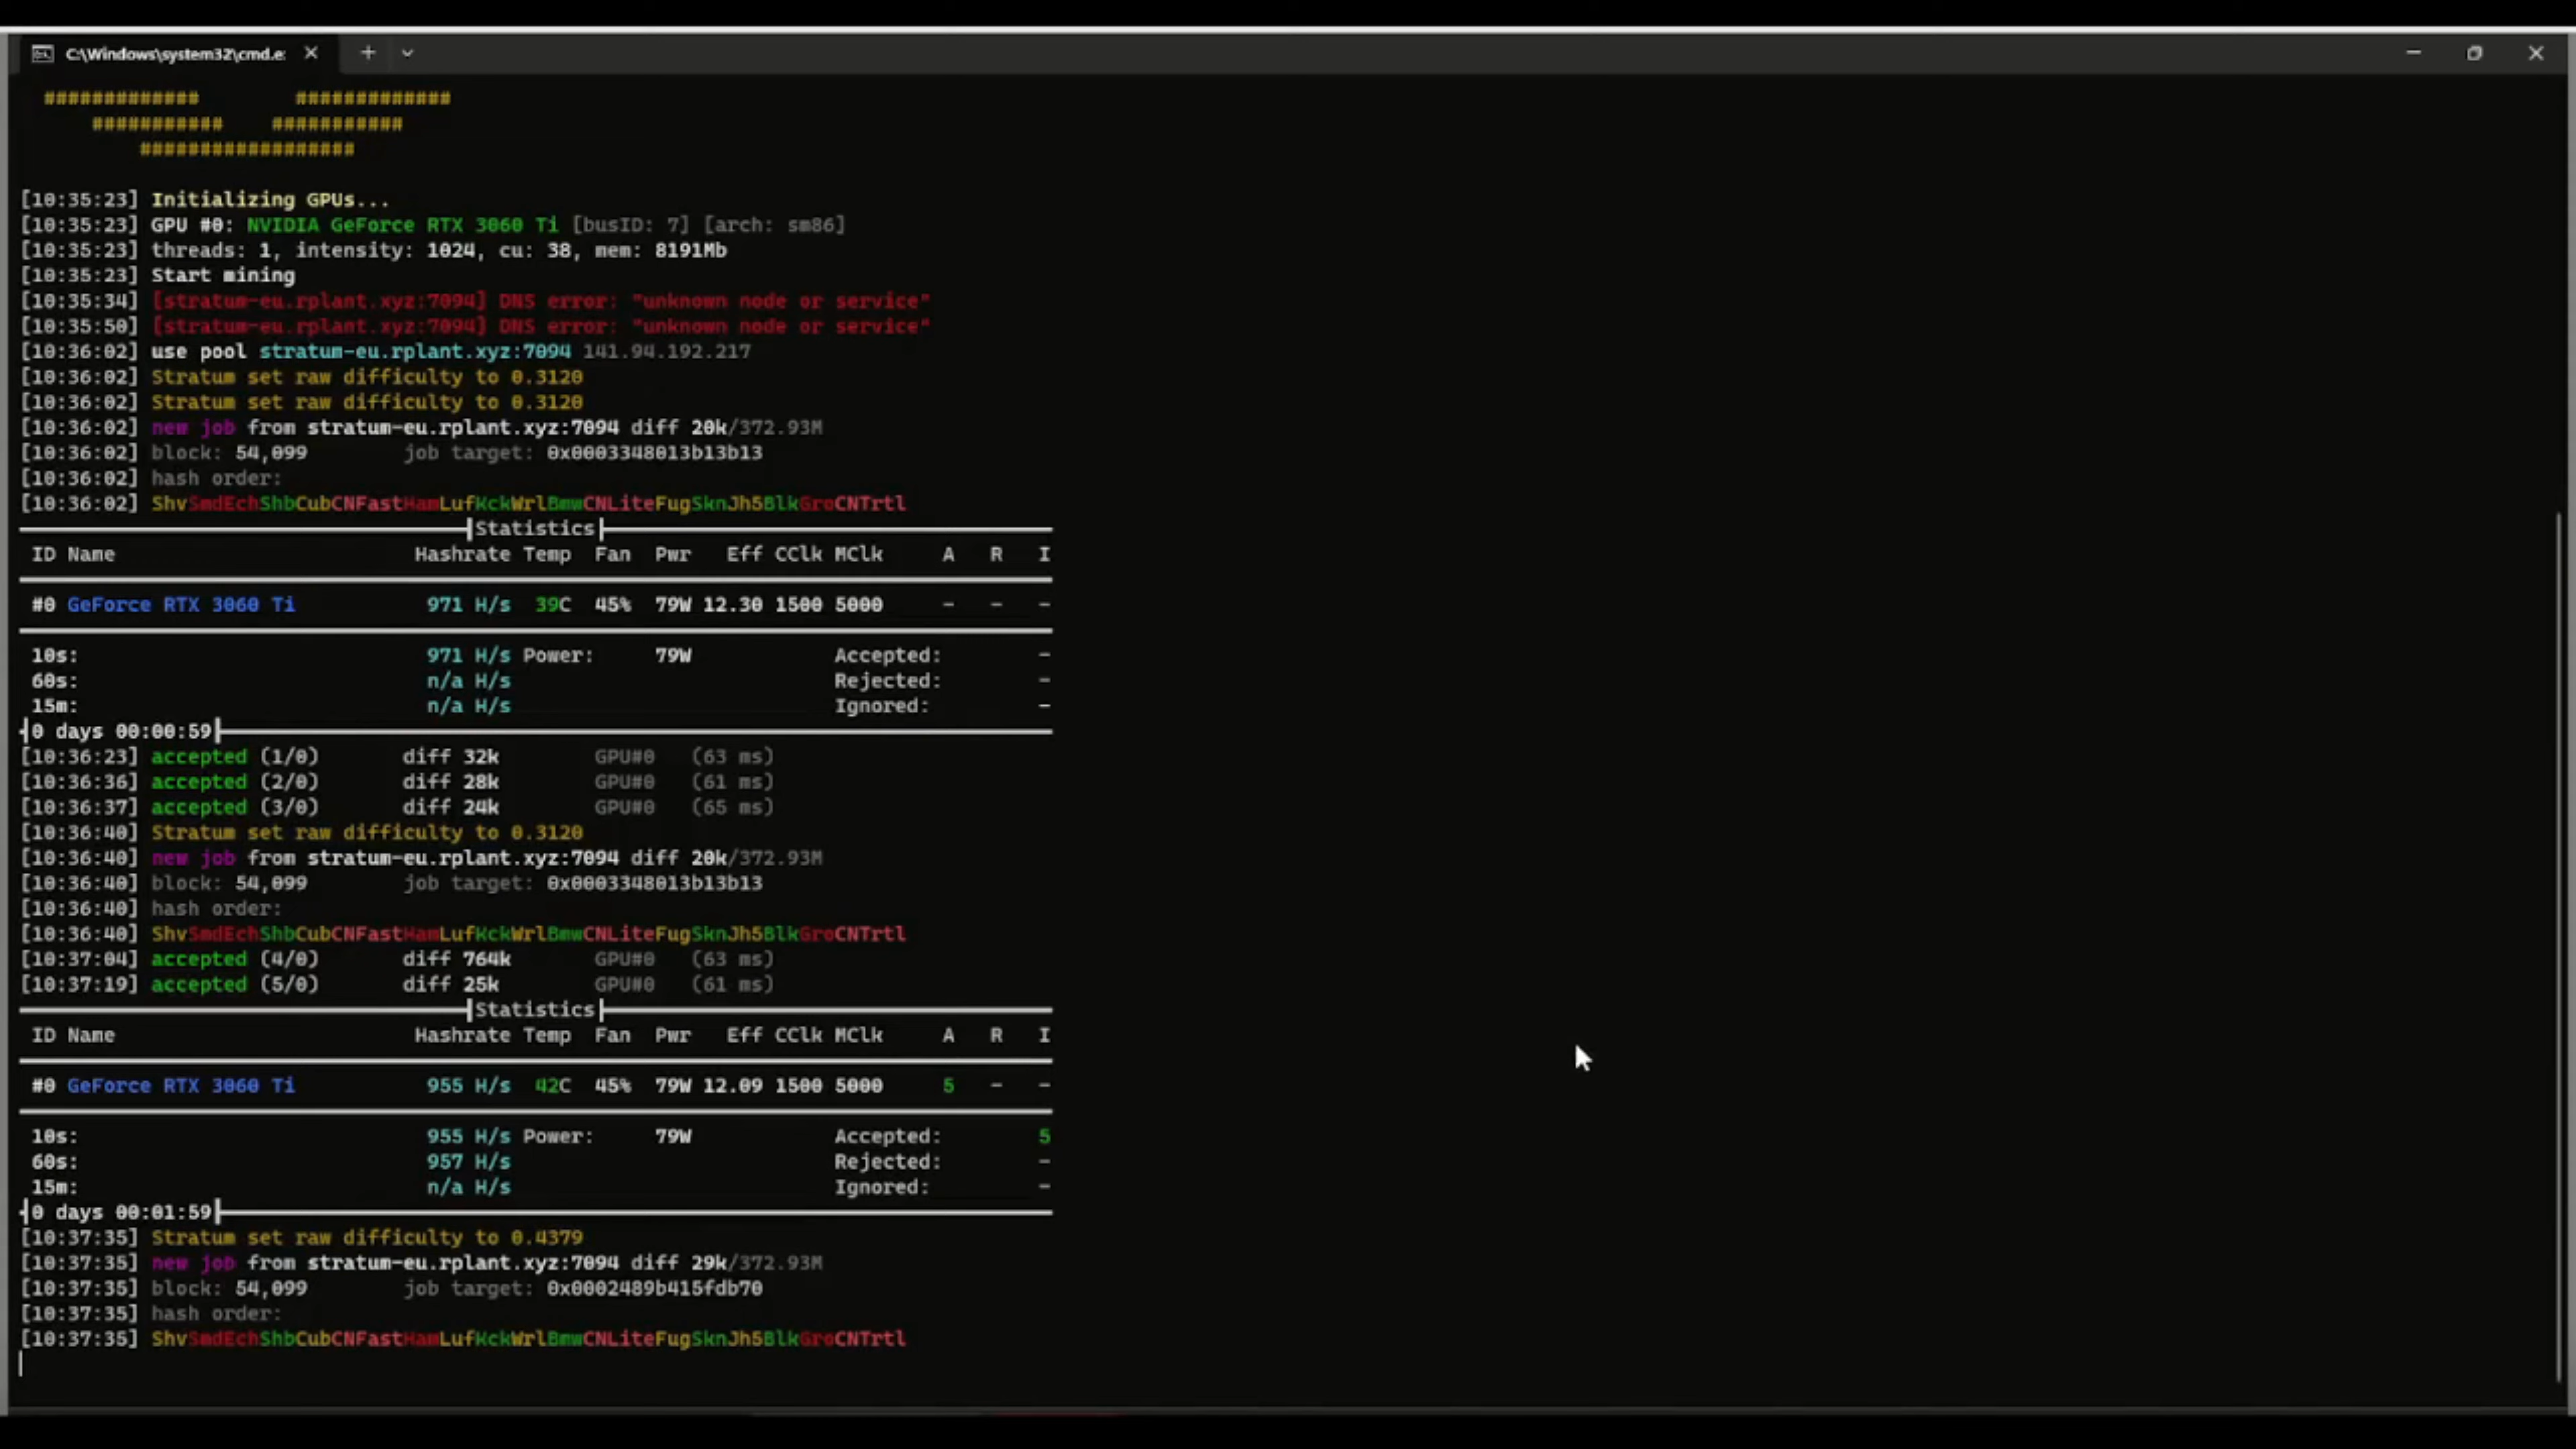 C:\Windows\system32\cmd.e:
############# #############
########### ###########
##################
[10:35:23] Initializing GPUs...
[10:35:23] GPU #0: NVIDIA GeForce RTX 3060 Ti [busID: 7] [arch: sm86]
[10:35:23] threads: 1, intensity: 1024, cu: 38, mem: 8191Mb
[10:35:23] Start mining
[10:35:34] [stratum-eu.rplant.xyz:7094] DNS error: "unknown node or service"
[10:35:50] [stratum-eu.rplant.xyz:7094] DNS error: "unknown node or service"
[10:36:02] use pool stratum-eu.rplant.xyz:7094 141.94.192.217
[10:36:02] Stratum set raw difficulty to 0.3120
[10:36:02] Stratum set raw difficulty to 0.3120
[10:36:02] new job from stratum-eu.rplant.xyz:7094 diff 20k/372.93M
[10:36:02] block: 54,099 job target: 0x0003348013b13b13
[10:36:02] hash order:
[10:36:02] ShvSmdEchShbCubCNFastHamLufKckWrlBmwCNLiteFugSknJh5BlkGroCNTrtl
Statistics
ID Name Hashrate Temp Fan Pwr Eff CClk MClk A R I
#0 GeForce RTX 3060 Ti 971 H/s 39C 45% 79W 12.30 1500 5000 - - -
10s: 971 H/s Power: 79W Accepted: -
60s: n/a H/s Rejected: -
15m: n/a H/s Ignored: -
0 days 00:00:59
[10:36:23] accepted (1/0) diff 32k GPU#0 (63 ms)
[10:36:36] accepted (2/0) diff 28k GPU#0 (61 ms)
[10:36:37] accepted (3/0) diff 24k GPU#0 (65 ms)
[10:36:40] Stratum set raw difficulty to 0.3120
[10:36:40] new job from stratum-eu.rplant.xyz:7094 diff 20k/372.93M
[10:36:40] block: 54,099 job target: 0x0003348013b13b13
[10:36:40] hash order:
[10:36:40] ShvSmdEchShbCubCNFastHamLufKckWrlBmwCNLiteFugSknJh5BlkGroCNTrtl
[10:37:04] accepted (4/0) diff 764k GPU#0 (63 ms)
[10:37:19] accepted (5/0) diff 25k GPU#0 (61 ms)
Statistics
ID Name Hashrate Temp Fan Pwr Eff CClk MClk A R I
#0 GeForce RTX 3060 Ti 955 H/s 42C 45% 79W 12.09 1500 5000 5 - -
10s: 955 H/s Power: 79W Accepted: 5
60s: 957 H/s Rejected: -
15m: n/a H/s Ignored: -
0 days 00:01:59
[10:37:35] Stratum set raw difficulty to 0.4379
[10:37:35] new job from stratum-eu.rplant.xyz:7094 diff 29k/372.93M
[10:37:35] block: 54,099 job target: 0x0002489b415fdb70
[10:37:35] hash order:
[10:37:35] ShvSmdEchShbCubCNFastHamLufKckWrlBmwCNLiteFugSknJh5BlkGroCNTrtl